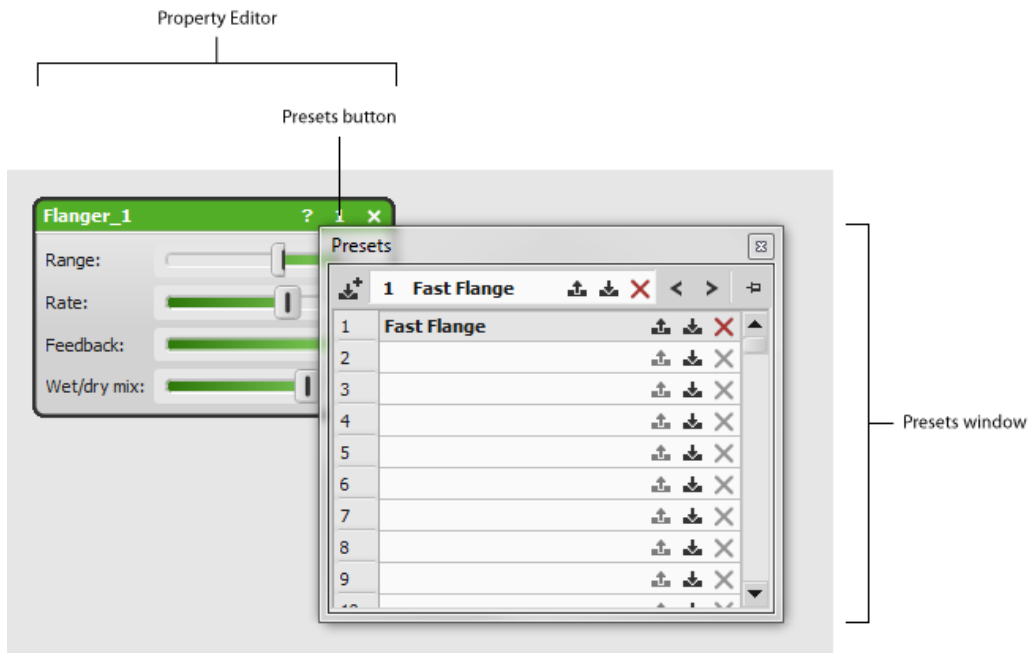 Property Editor
Presets button
Flanger_1 ? 1 X
Presets
Range:
1 Fast Flange < >
Rate:
1 Fast Flange
Feedback:
2
Wet/dry mix:
3
4
5
6
7
8
9
10
Presets window